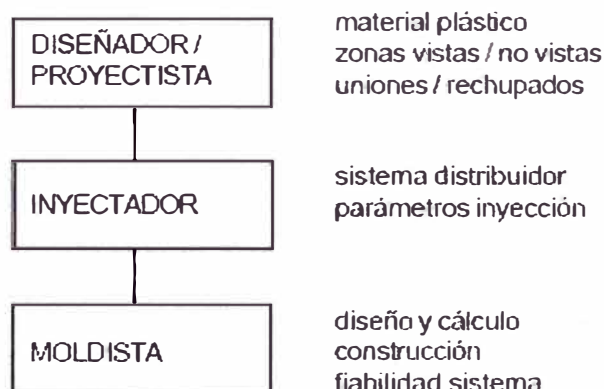 DISEÑADOR /
PROYECTISTA
material plástico
zonas vistas / no vistas
uniones / rechupados
INYECTADOR
sistema distribuidor
parámetros inyección
MOLDISTA
diseño y cálculo
construcción
fiabilidad sistema